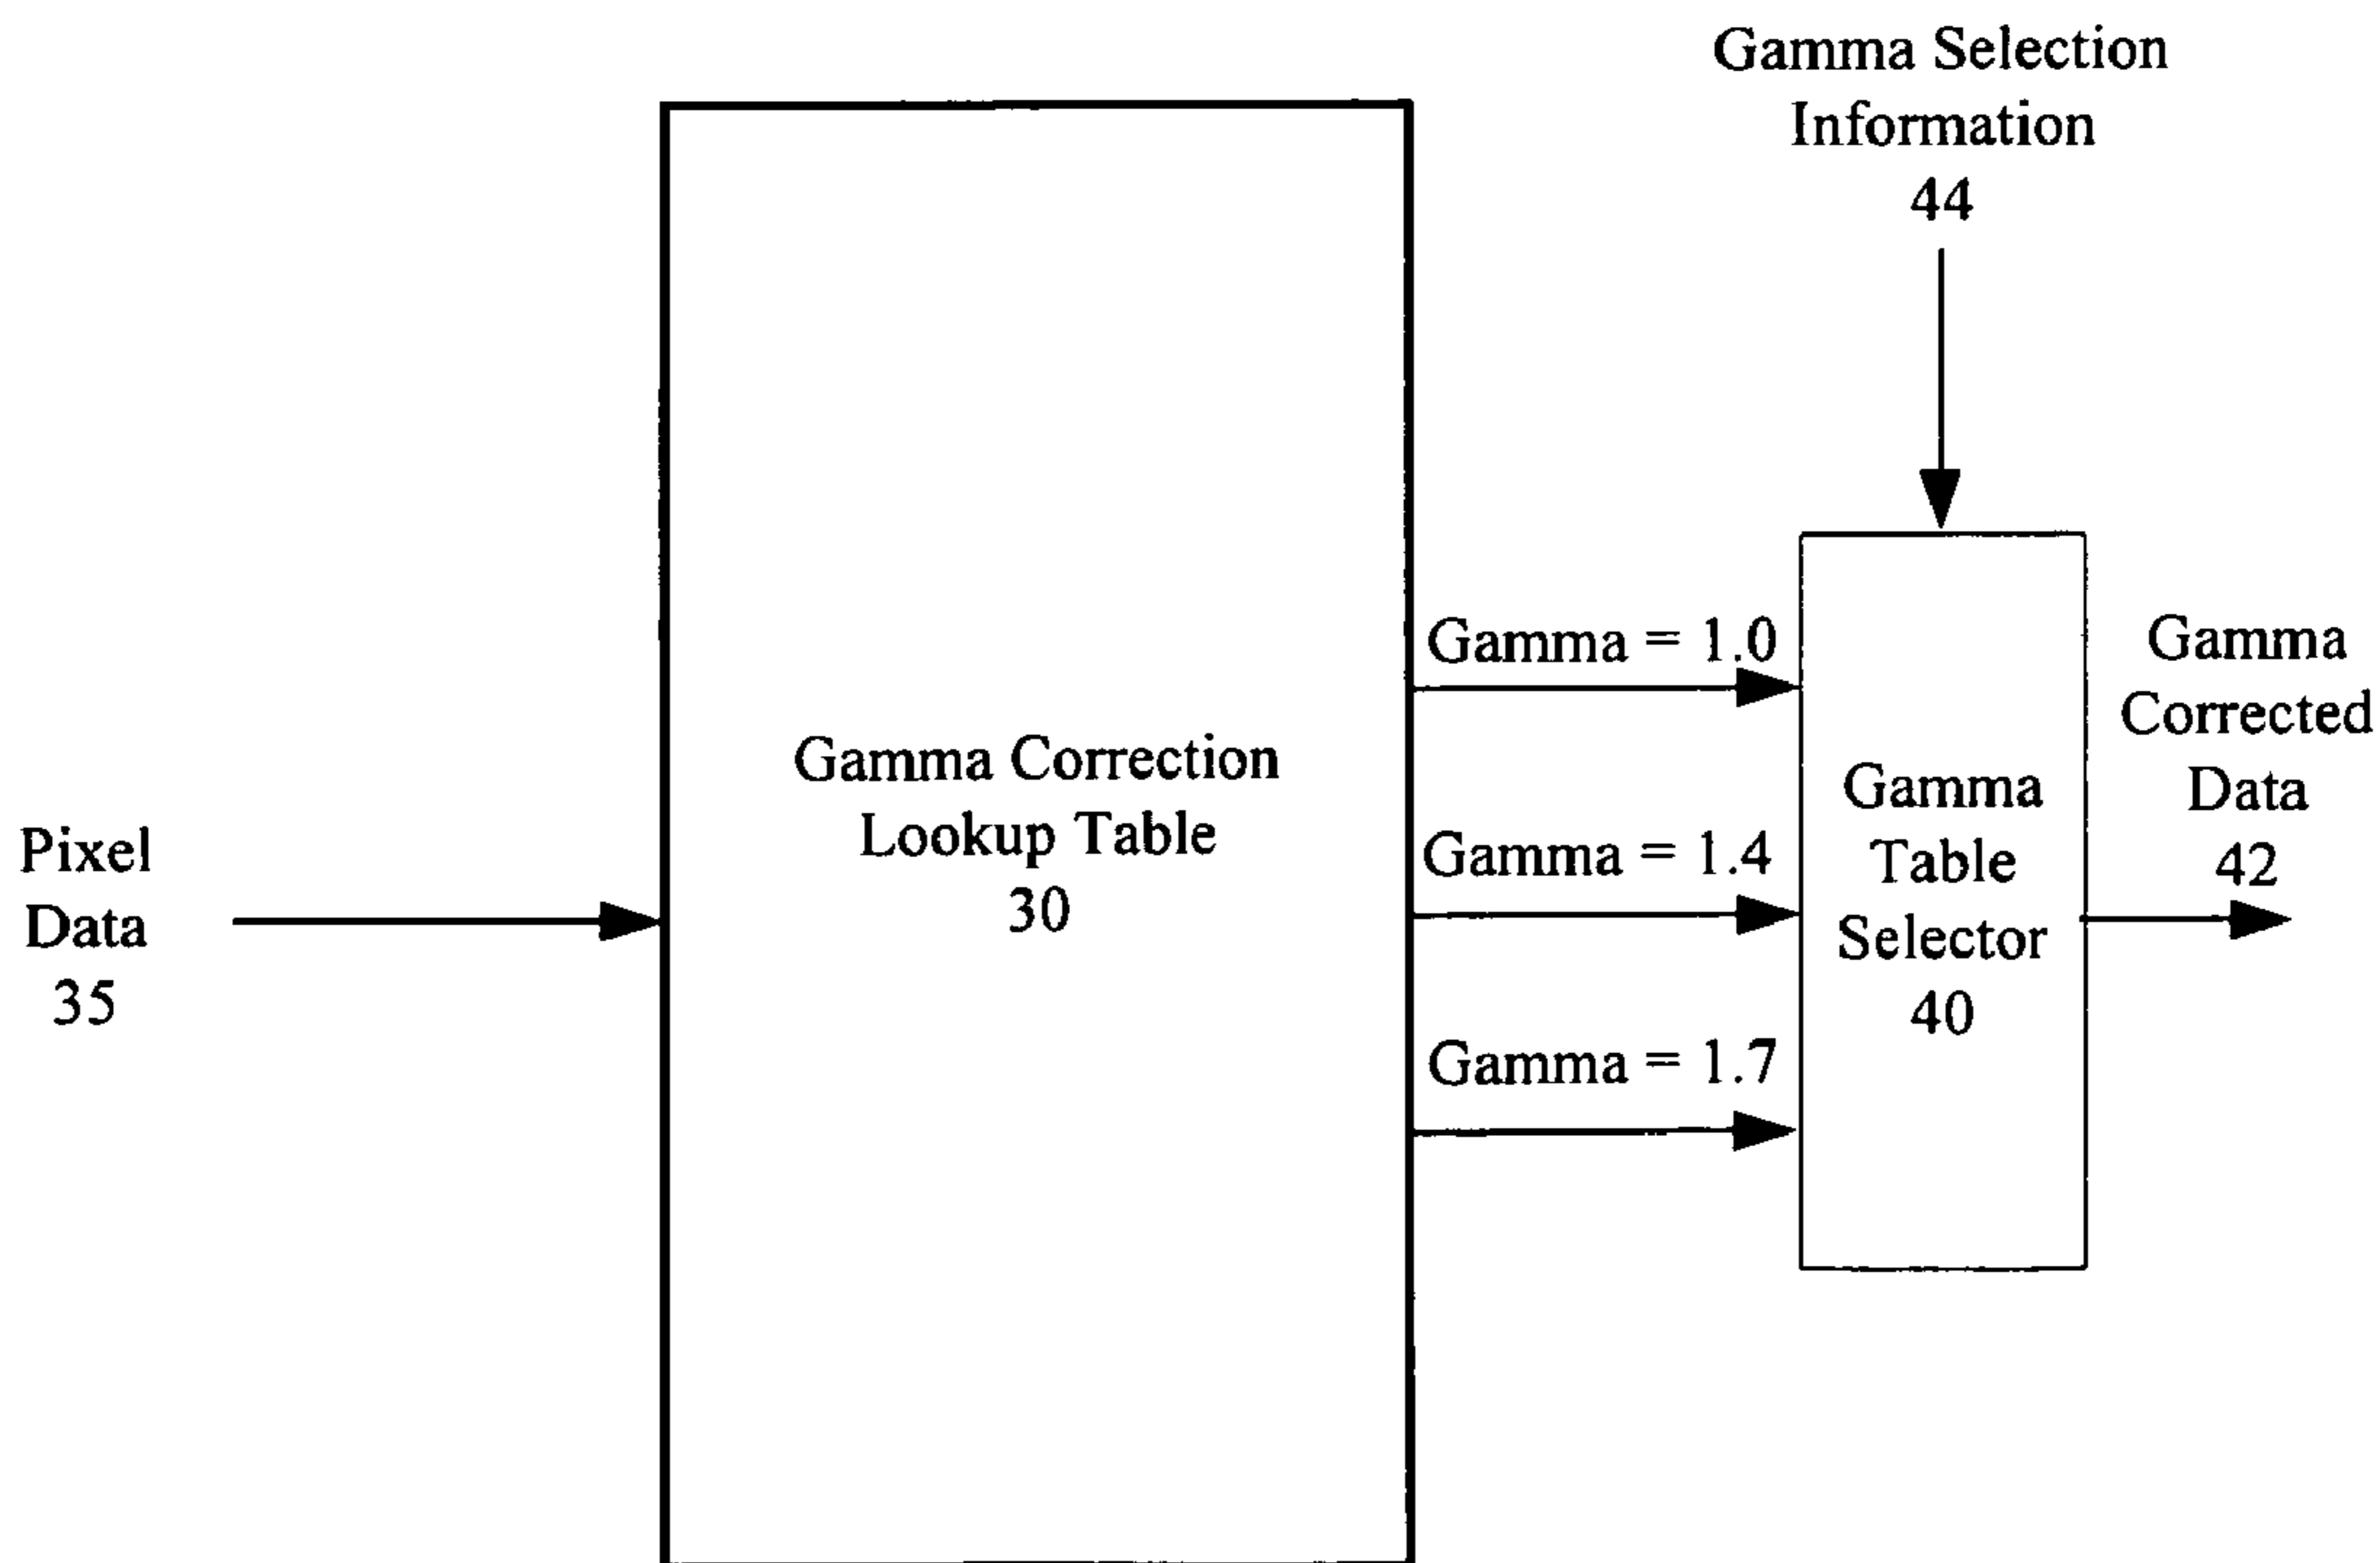 Gamma Selection
Information
44
Gamma = 1.0
Gamma
Corrected
Data
42
Gamma Correction
Lookup Table
30
Gamma
Table
Selector
40
Gamma = 1.4
Pixel
Data
35
Gamma = 1.7